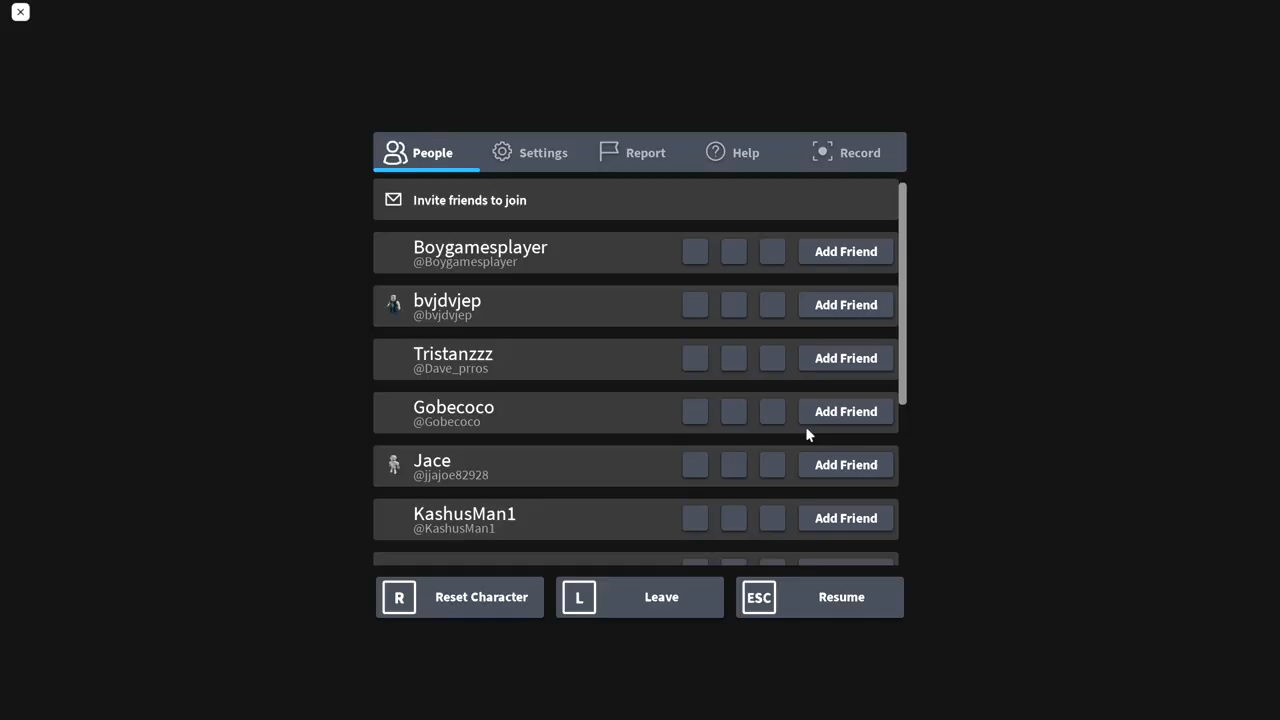 People
Settings
Report
Help
Record
Invite friends to join
Boygamesplayer
@Boygamesplayer
Add Friend
bvjdvjep
@bvjdvjep
Add Friend
Tristanzzz
@Dave_prros
Add Friend
Gobecoco
@Gobecoco
Add Friend
Jace
@jjajoe82928
Add Friend
KashusMan1
@KashusMan1
Add Friend
R Reset Character
L Leave
ESC Resume